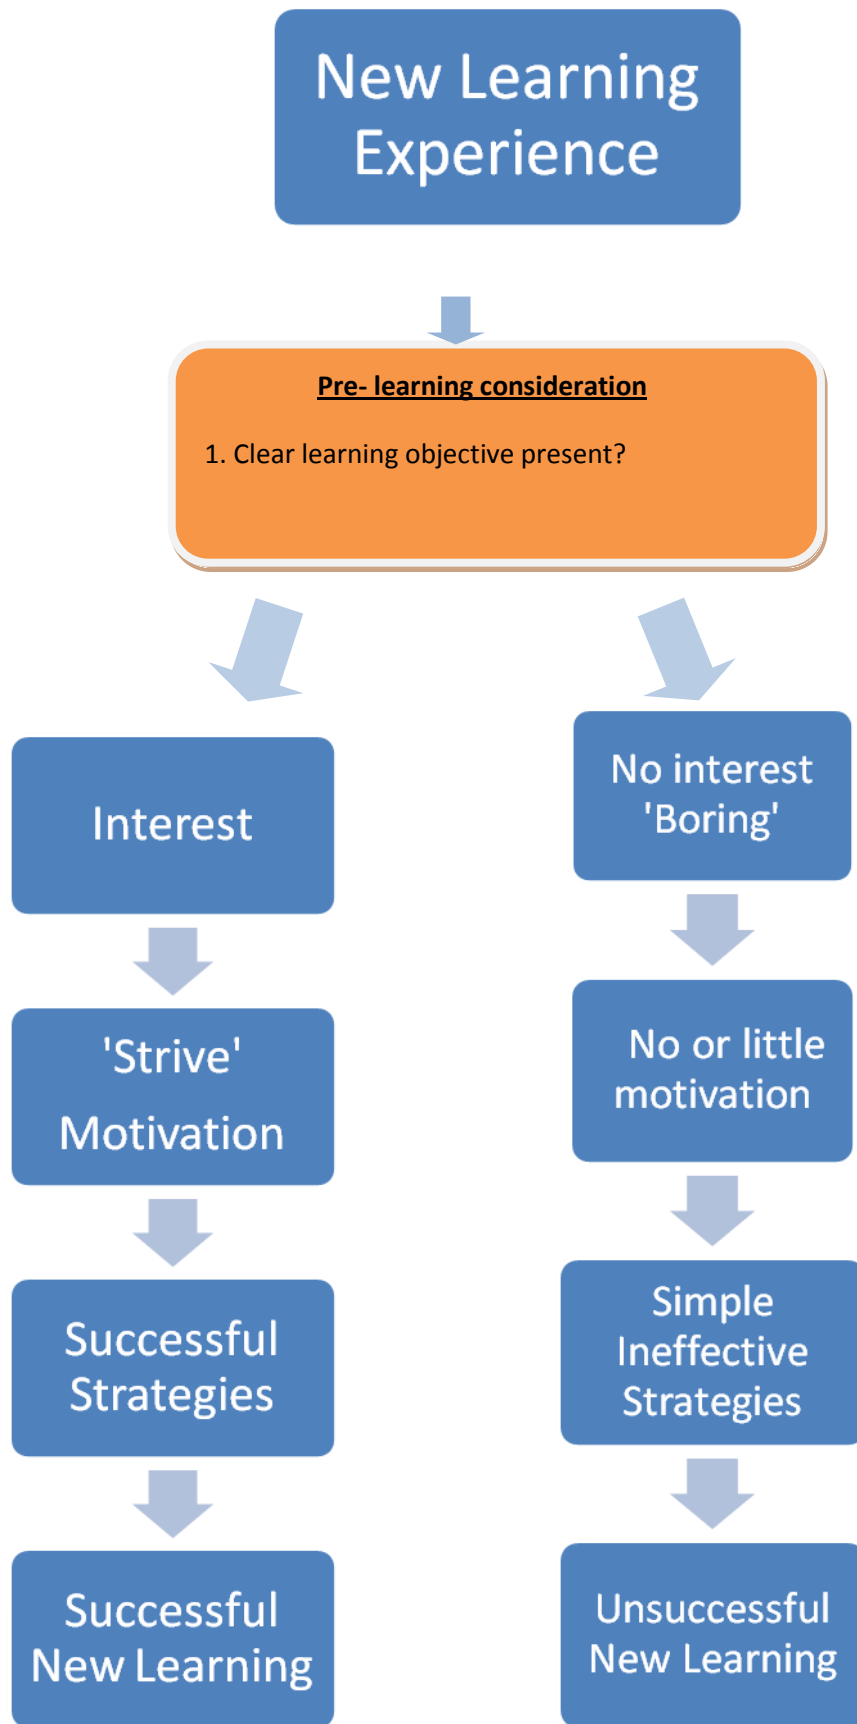 New Learning
Experience
Pre- learning consideration
1. Clear learning objective present?
Interest
'Strive'
Motivation
Successful
Strategies
Successful
New Learning
No interest
'Boring'
No or little
motivation
Simple
Ineffective
Strategies
Unsuccessful
New Learning